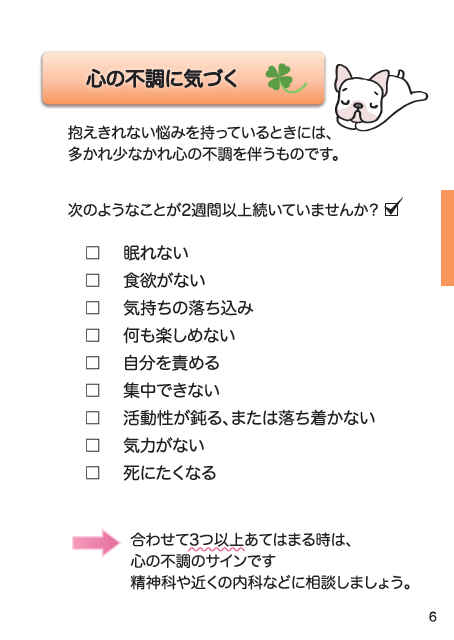 心の不調に気づく
抱えきれない悩みを持っているときには、
多かれ少なかれ心の不調を伴うものです。
次のようなことが2週間以上続いていませんか？ ☑
□ 眠れない
□ 食欲がない
□ 気持ちの落ち込み
□ 何も楽しめない
□ 自分を責める
□ 集中できない
□ 活動性が鈍る、または落ち着かない
□ 気力がない
□ 死にたくなる
合わせて3つ以上あてはまる時は、
心の不調のサインです
精神科や近くの内科などに相談しましょう。
6